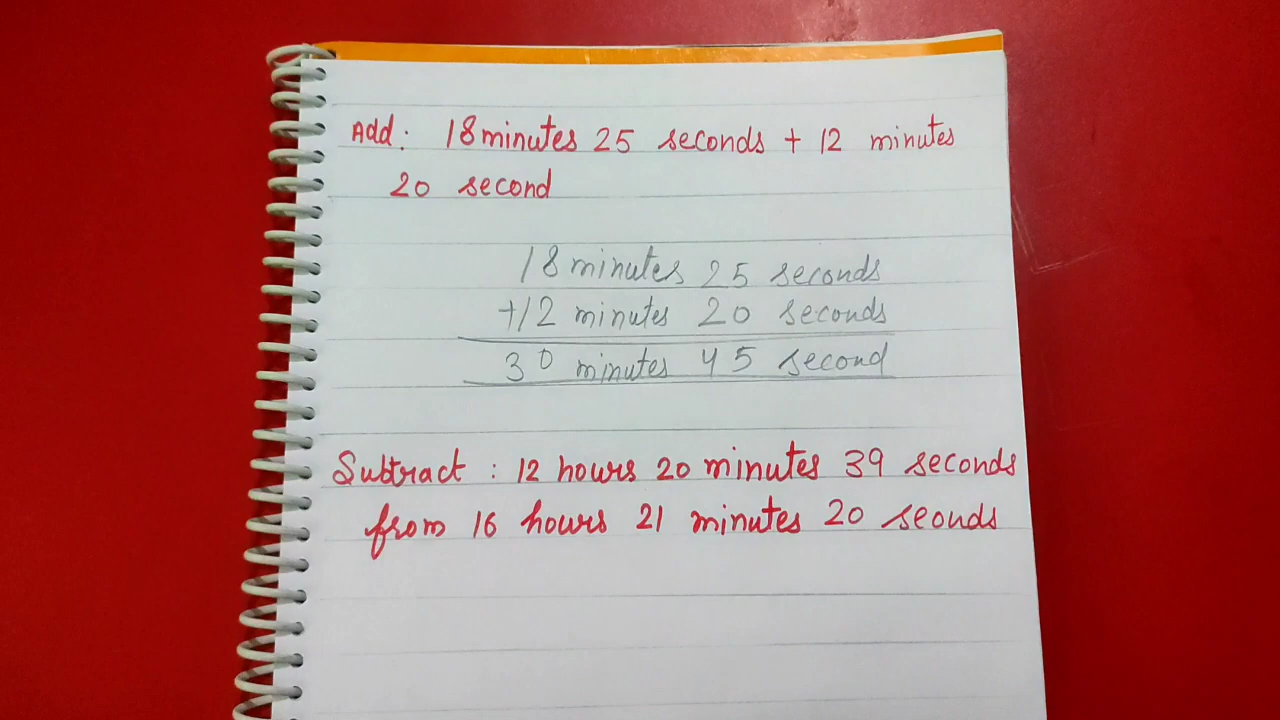 Add: 18 minutes 25 seconds + 12 minutes
20 second
18 minutes 25 seconds
+12 minutes 20 seconds
30 minutes 45 second
Subtract : 12 hours 20 minutes 39 seconds
from 16 hours 21 minutes 20 seonds